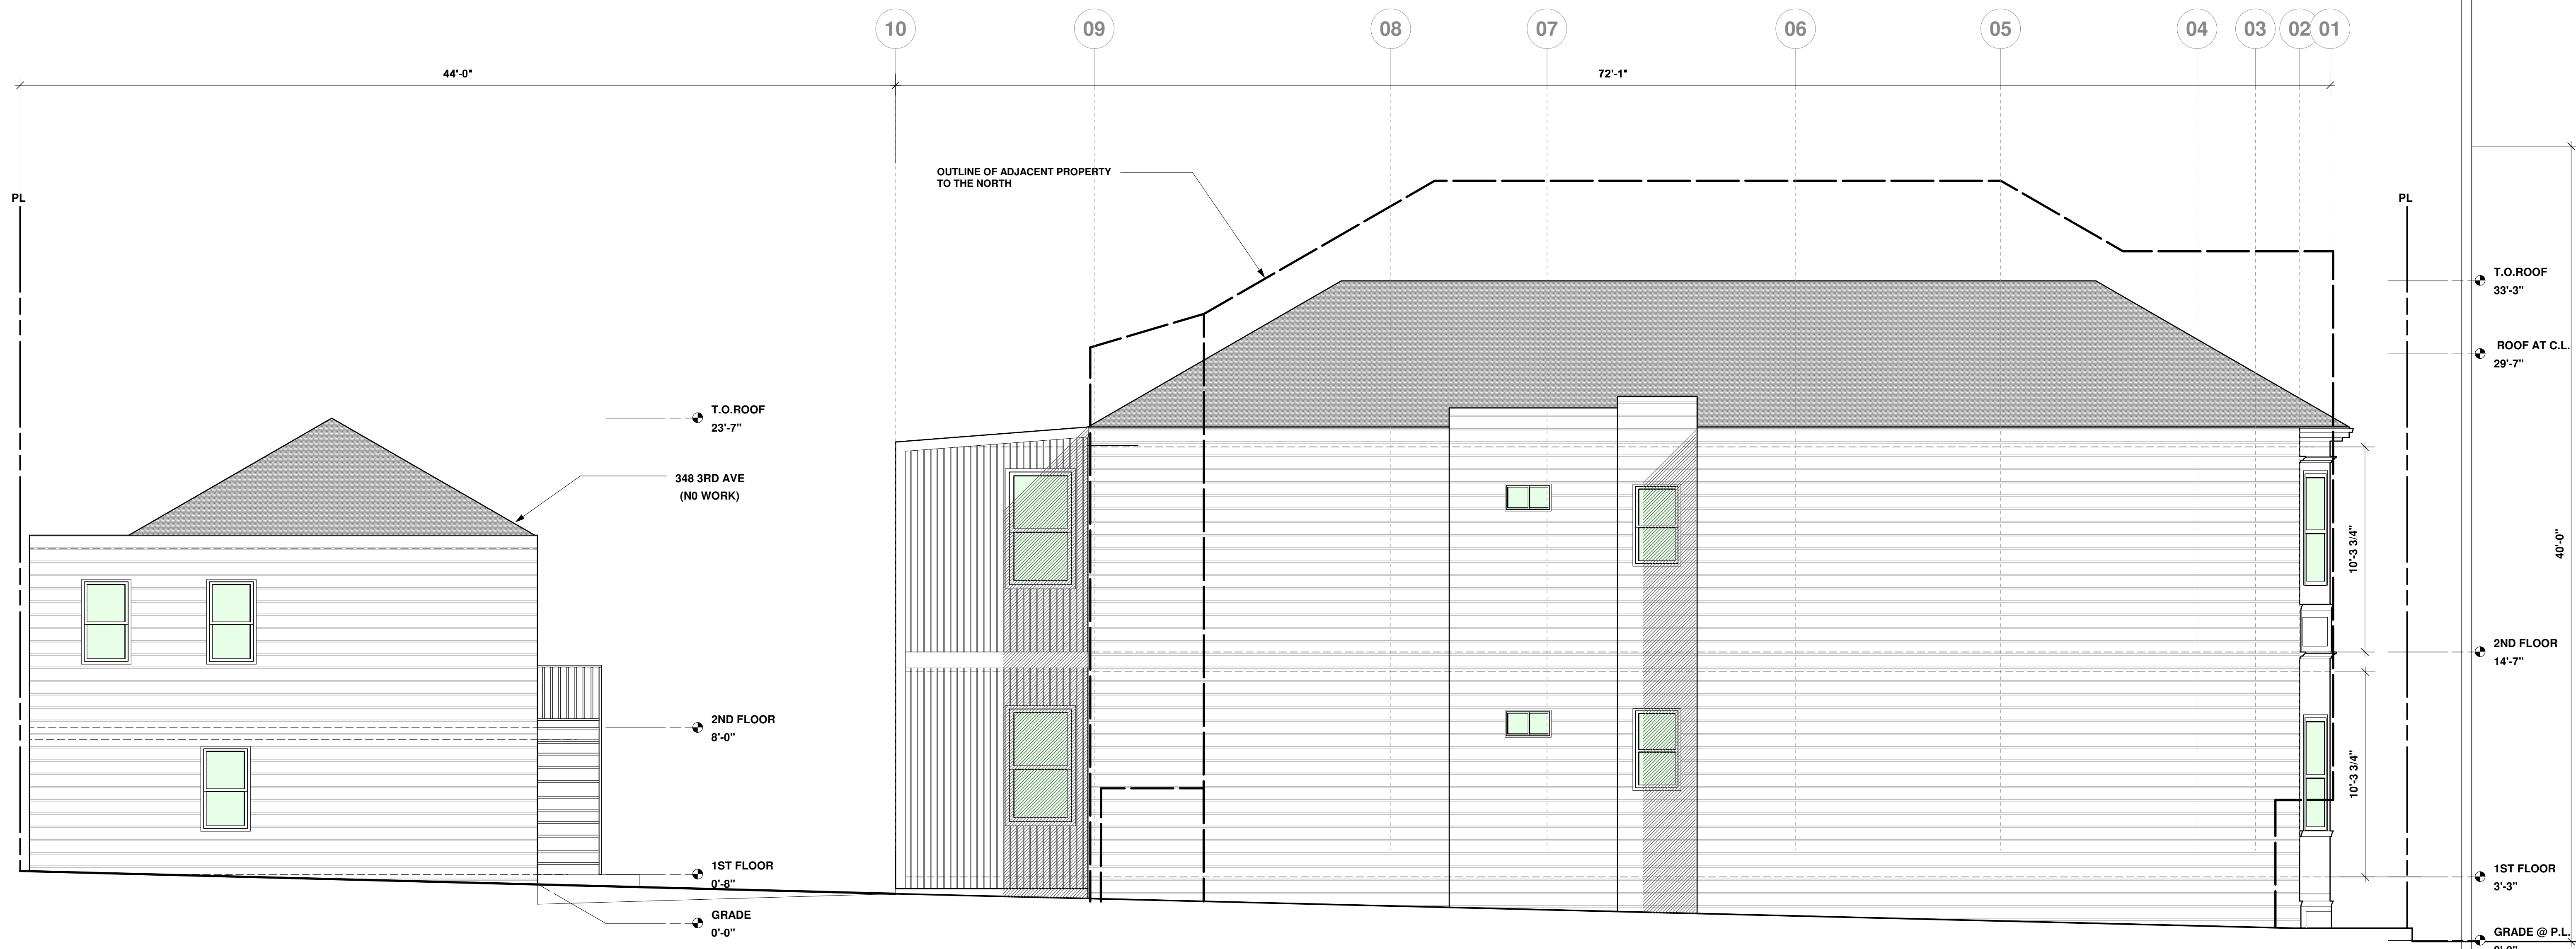 10
09
08
07
06
05
04
03
02
01
44'-0"
72'-1"
OUTLINE OF ADJACENT PROPERTY
TO THE NORTH
PL
PL
T.O.ROOF
33'-3"
ROOF AT C.L.
29'-7"
T.O.ROOF
23'-7"
348 3RD AVE
(N0 WORK)
10'-3 3/4"
40'-0"
2ND FLOOR
14'-7"
2ND FLOOR
8'-0"
10'-3 3/4"
1ST FLOOR
0'-8"
1ST FLOOR
3'-3"
GRADE
0'-0"
GRADE @ P.L.